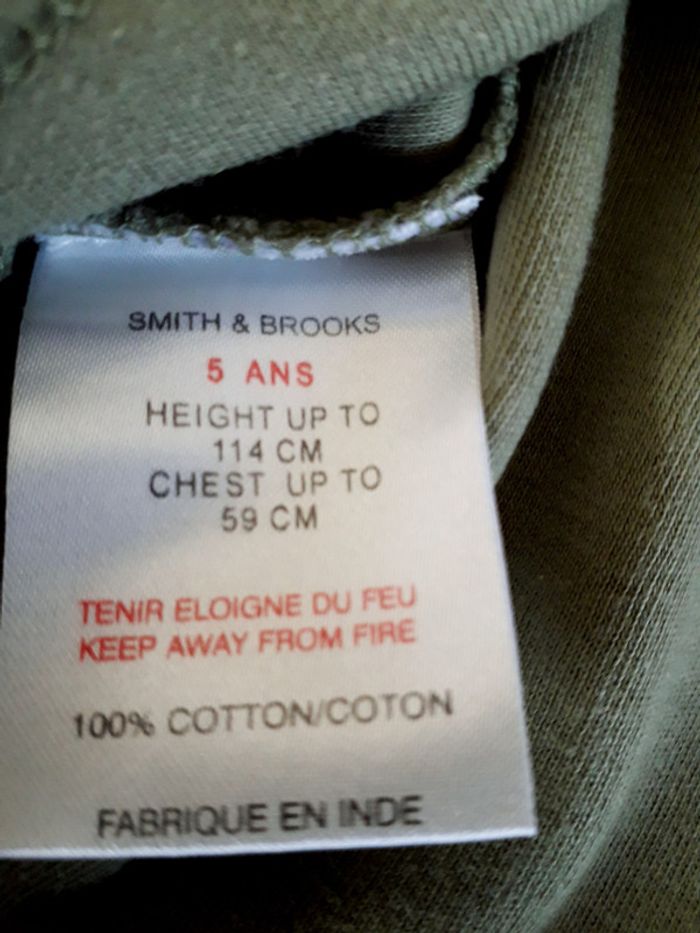 SMITH & BROOKS
5 ANS
HEIGHT UP TO
114 CM
CHEST UP TO
59 CM
TENIR ELOIGNE DU FEU
KEEP AWAY FROM FIRE
100% COTTON/COTON
FABRIQUE EN INDE